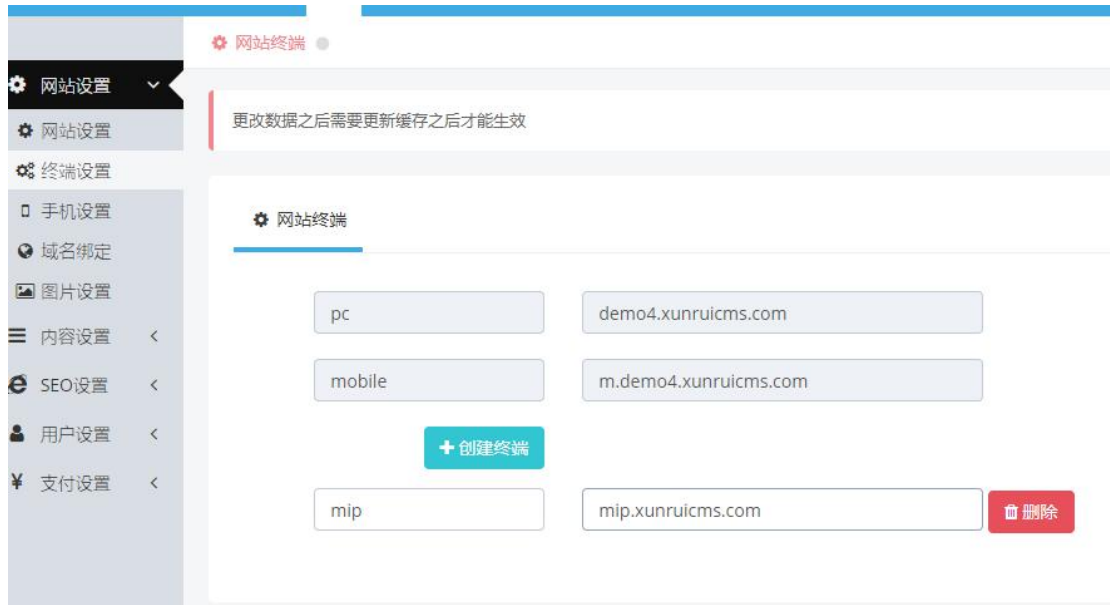 网站终端
网站设置
网站设置
终端设置
手机设置
域名绑定
图片设置
内容设置
SEO设置
用户设置
支付设置
更改数据之后需要更新缓存之后才能生效
网站终端
pc demo4.xunruicms.com
mobile m.demo4.xunruicms.com
创建终端
mip mip.xunruicms.com 删除